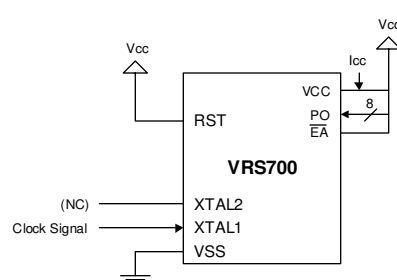 Vcc
Vcc
Icc
VCC
8
RST
PO
EA
VRS700
(NC)
XTAL2
Clock Signal
XTAL1
VSS